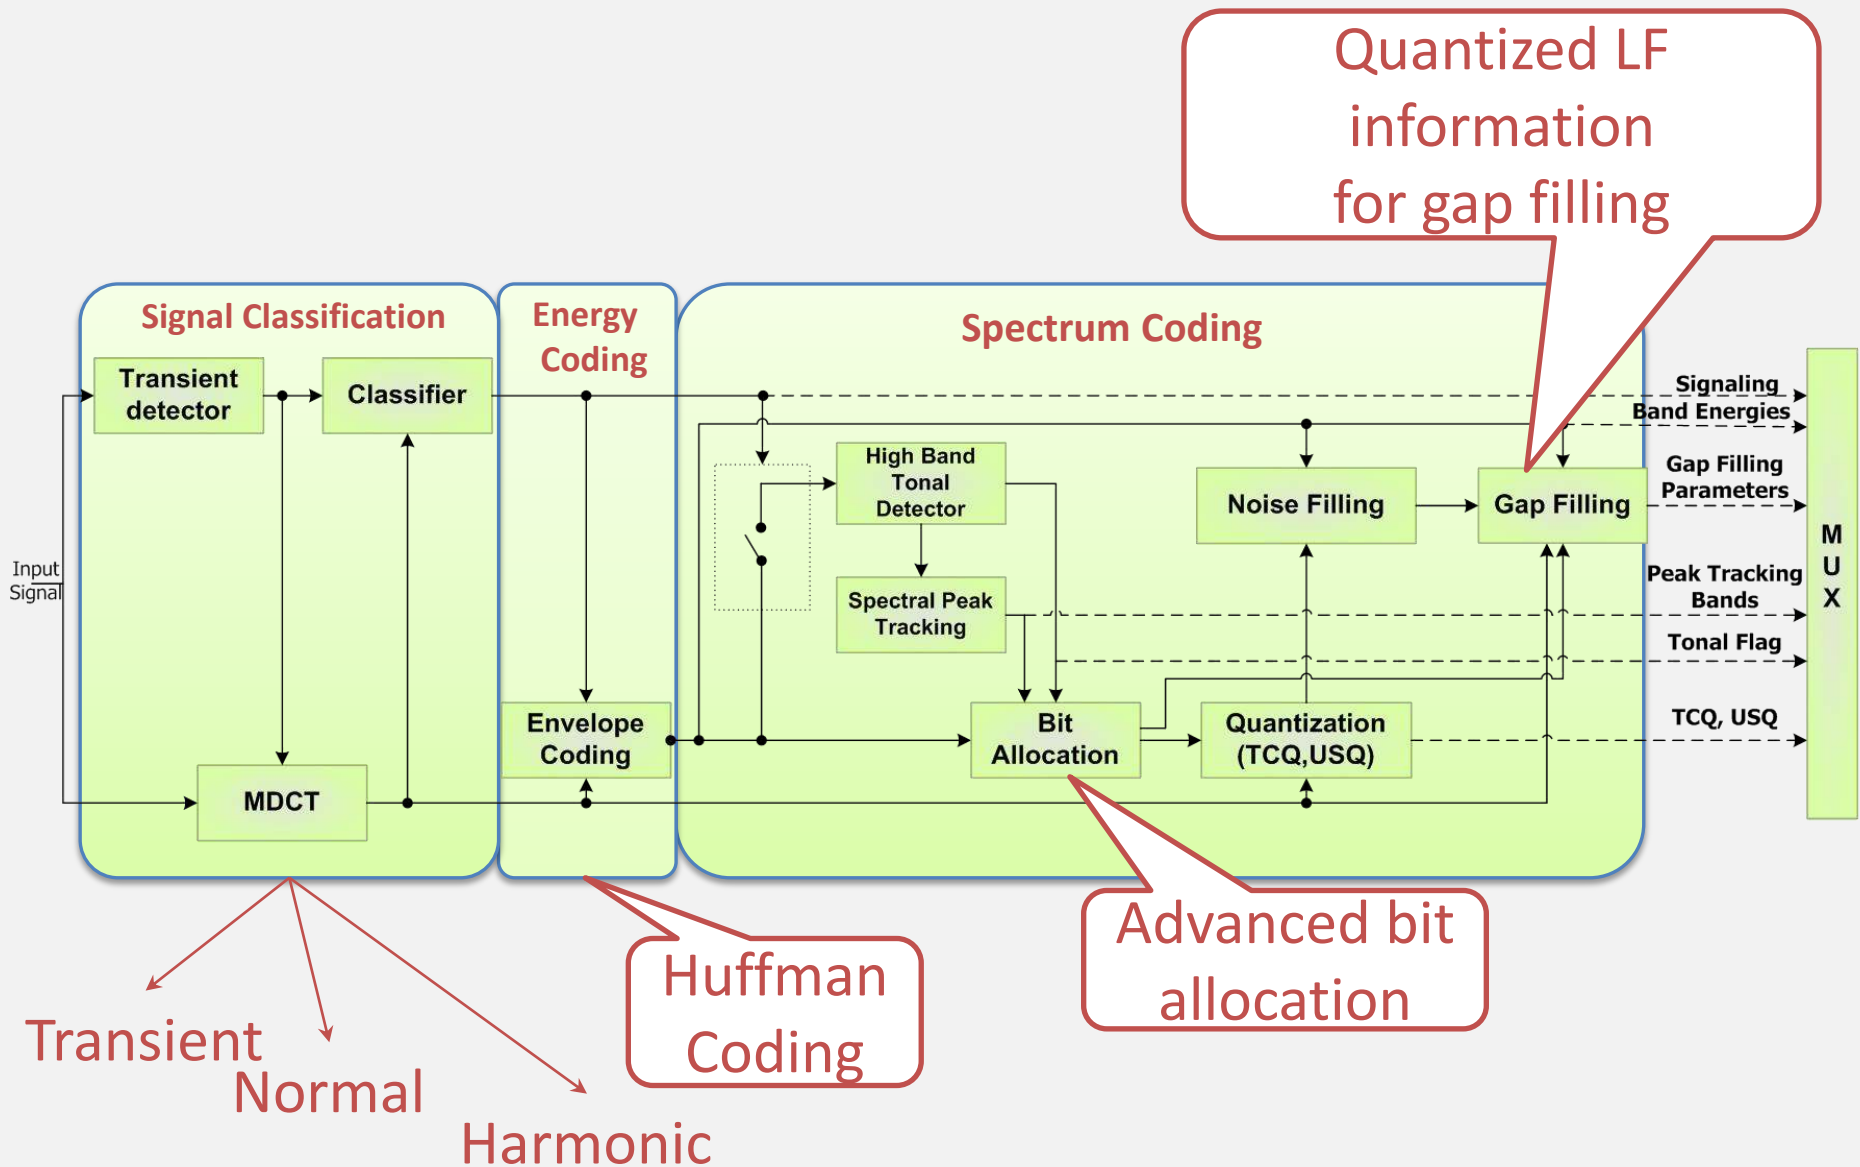 Quantized LF
information
for gap filling
Signal Classification
Energy
Coding
Spectrum Coding
Transient
detector
Classifier
High Band
Tonal
Detector
Noise Filling
Gap Filling
Signaling
Band Energies
Gap Filling
Parameters
Input
Signal
Spectral Peak
Tracking
Peak Tracking
Bands
Tonal Flag
M
U
X
Envelope
Coding
Bit
Allocation
Quantization
(TCQ,USQ)
TCQ, USQ
MDCT
Transient
Normal
Harmonic
Huffman
Coding
Advanced bit
allocation